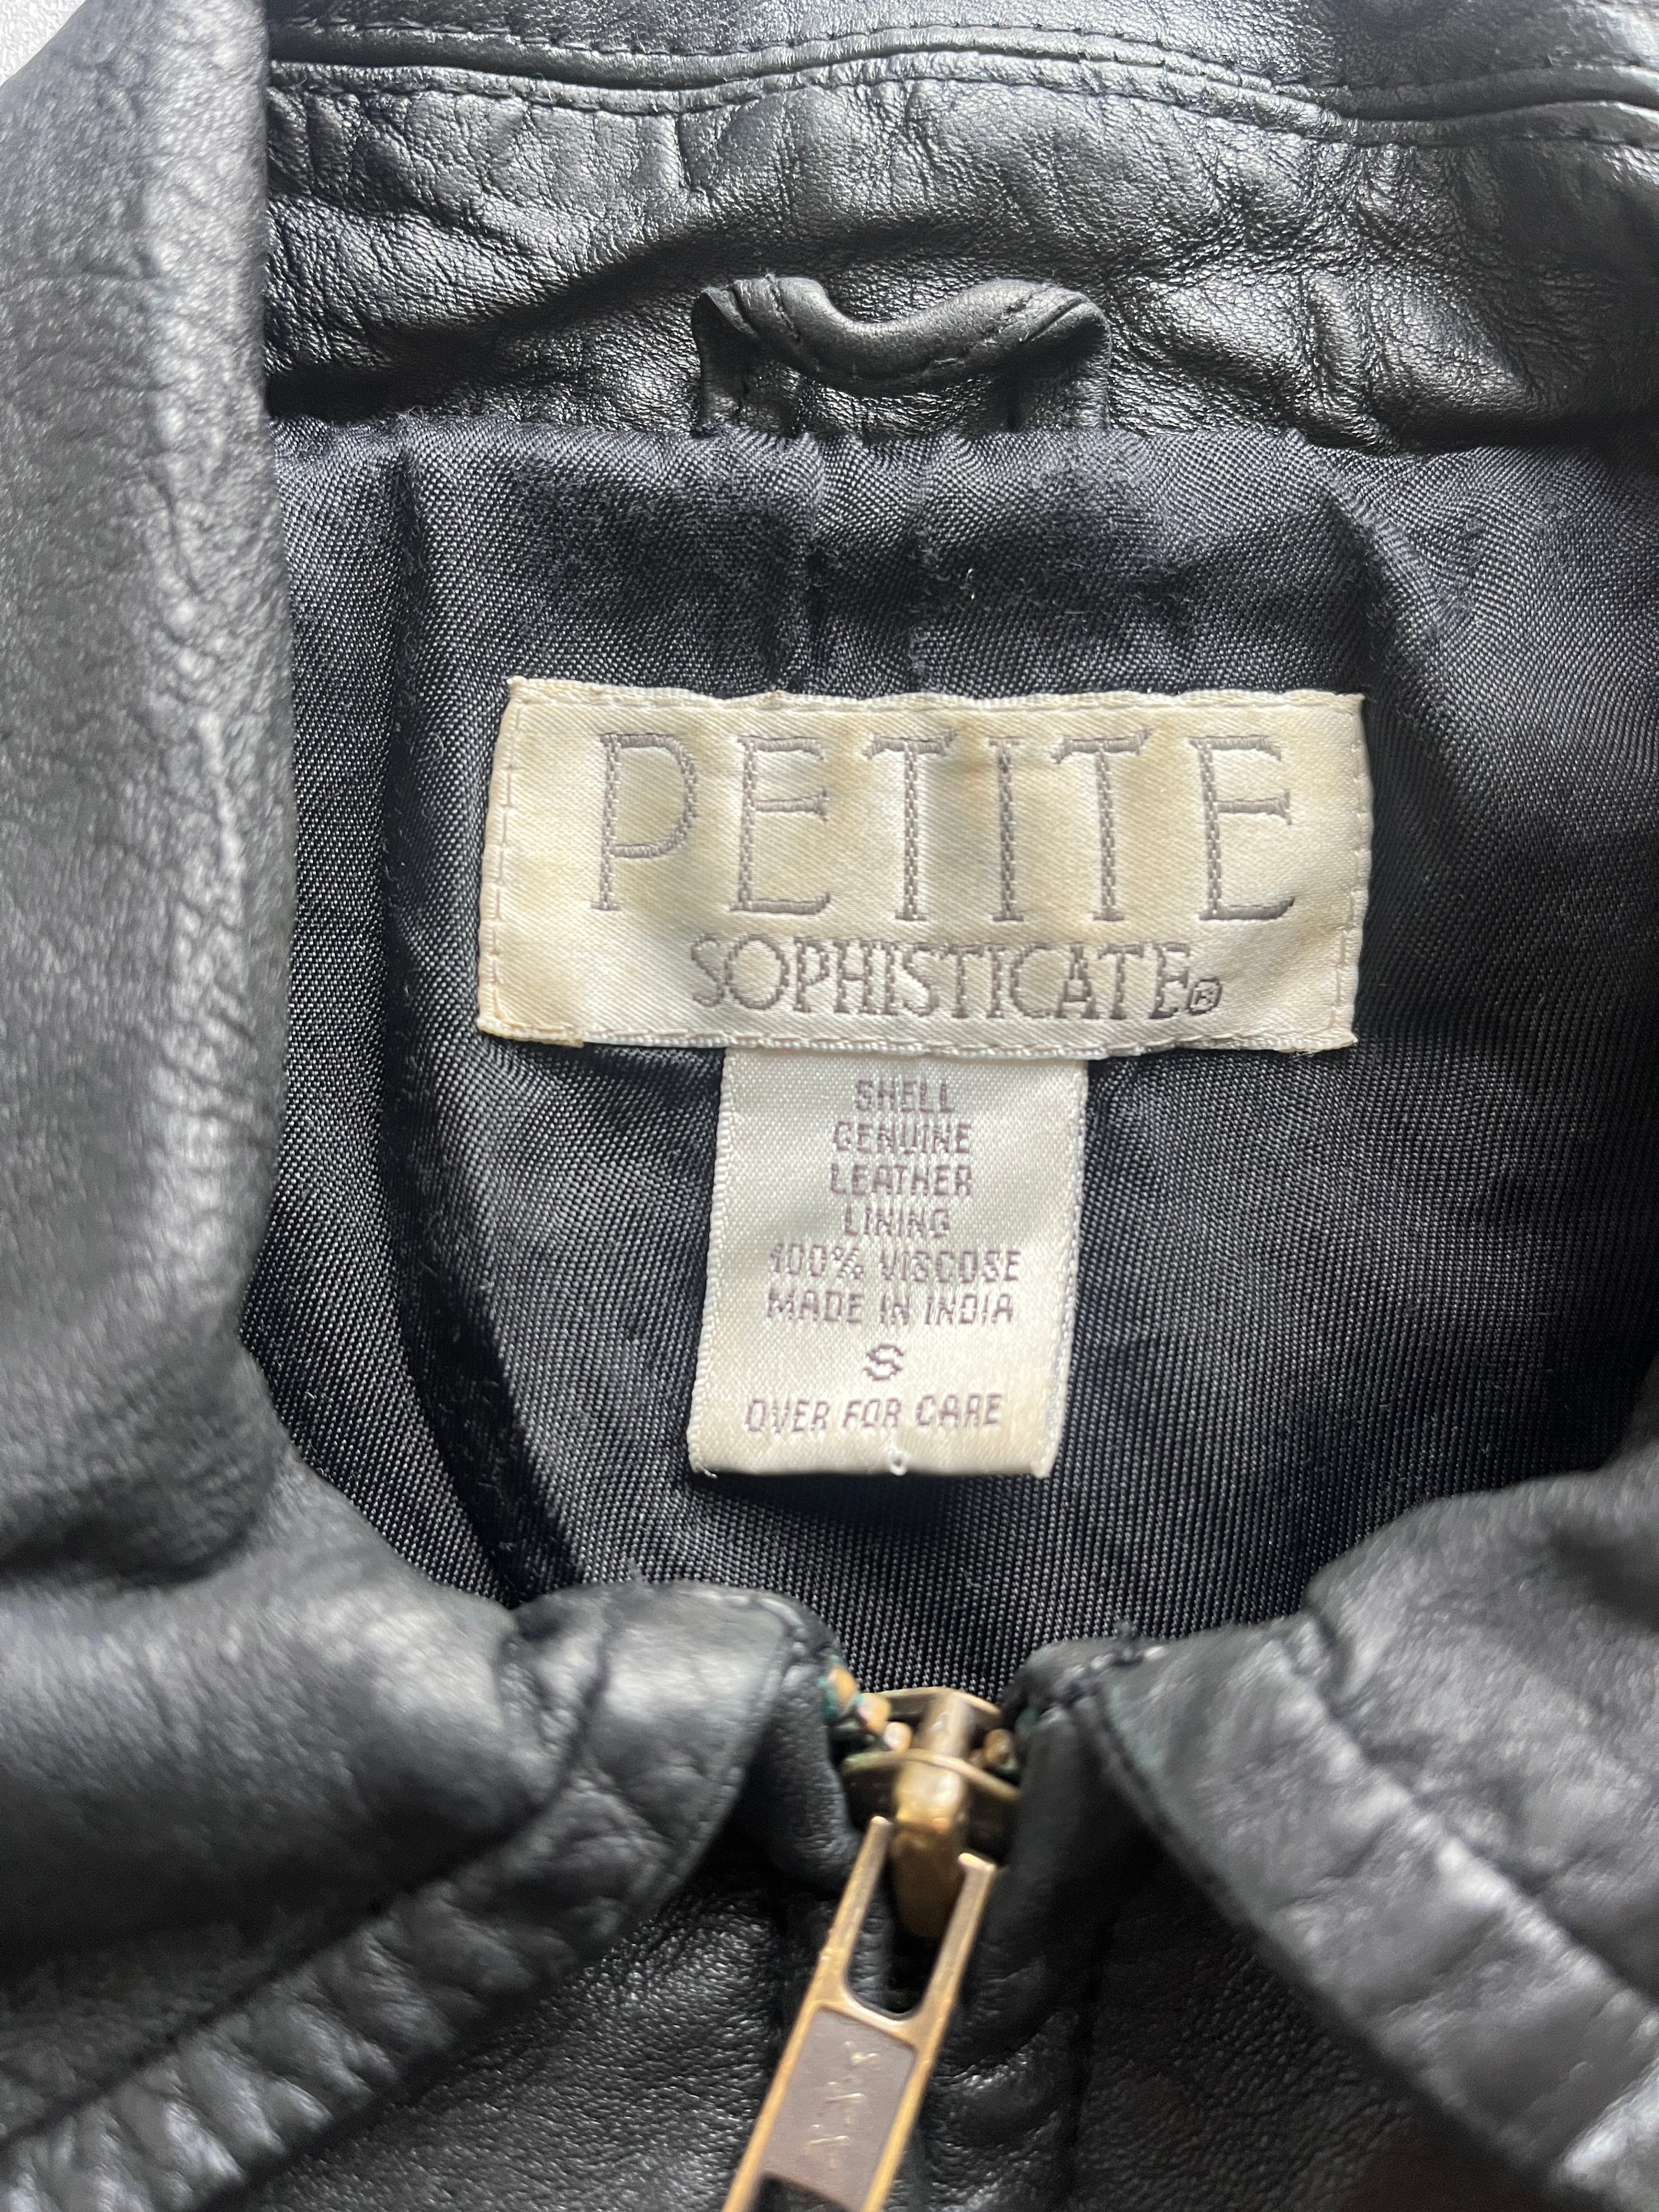 PETITE
SOPHISTICATE®
SHELL
GENUINE
LEATHER
LINING
100% VISCOSE
MADE IN INDIA
S
OVER FOR CARE